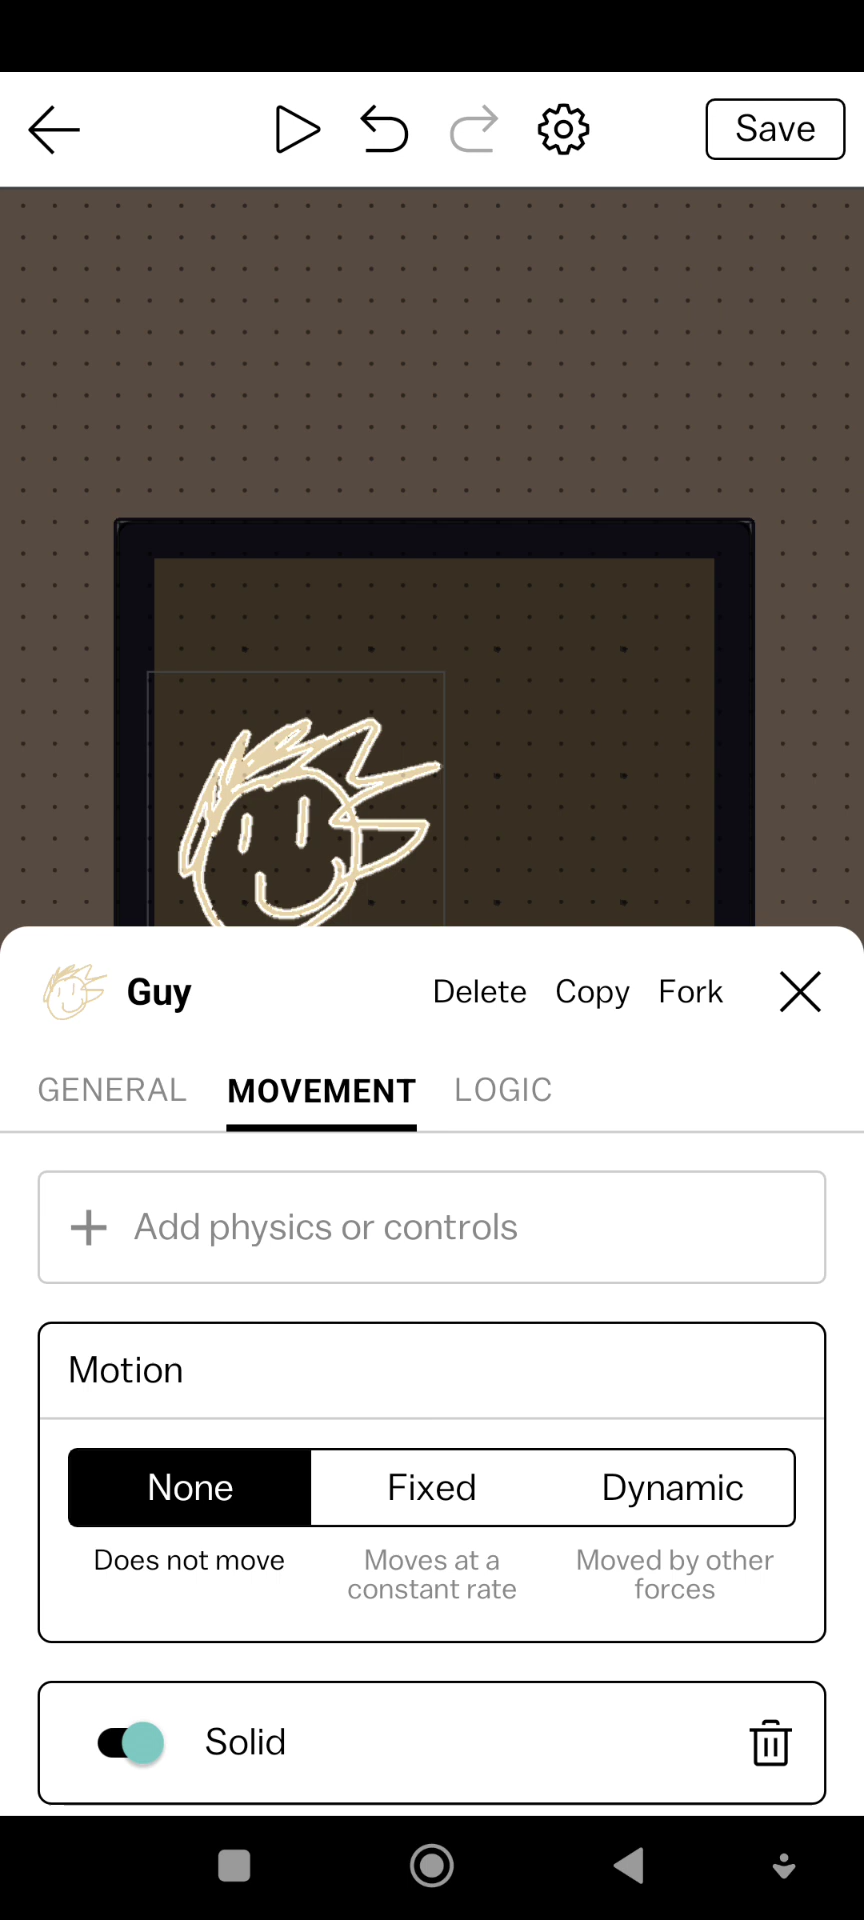 Save
Guy
Delete Copy Fork
GENERAL MOVEMENT LOGIC
Add physics or controls
Motion
None Fixed Dynamic
Does not move Moves at a constant rate Moved by other forces
Solid